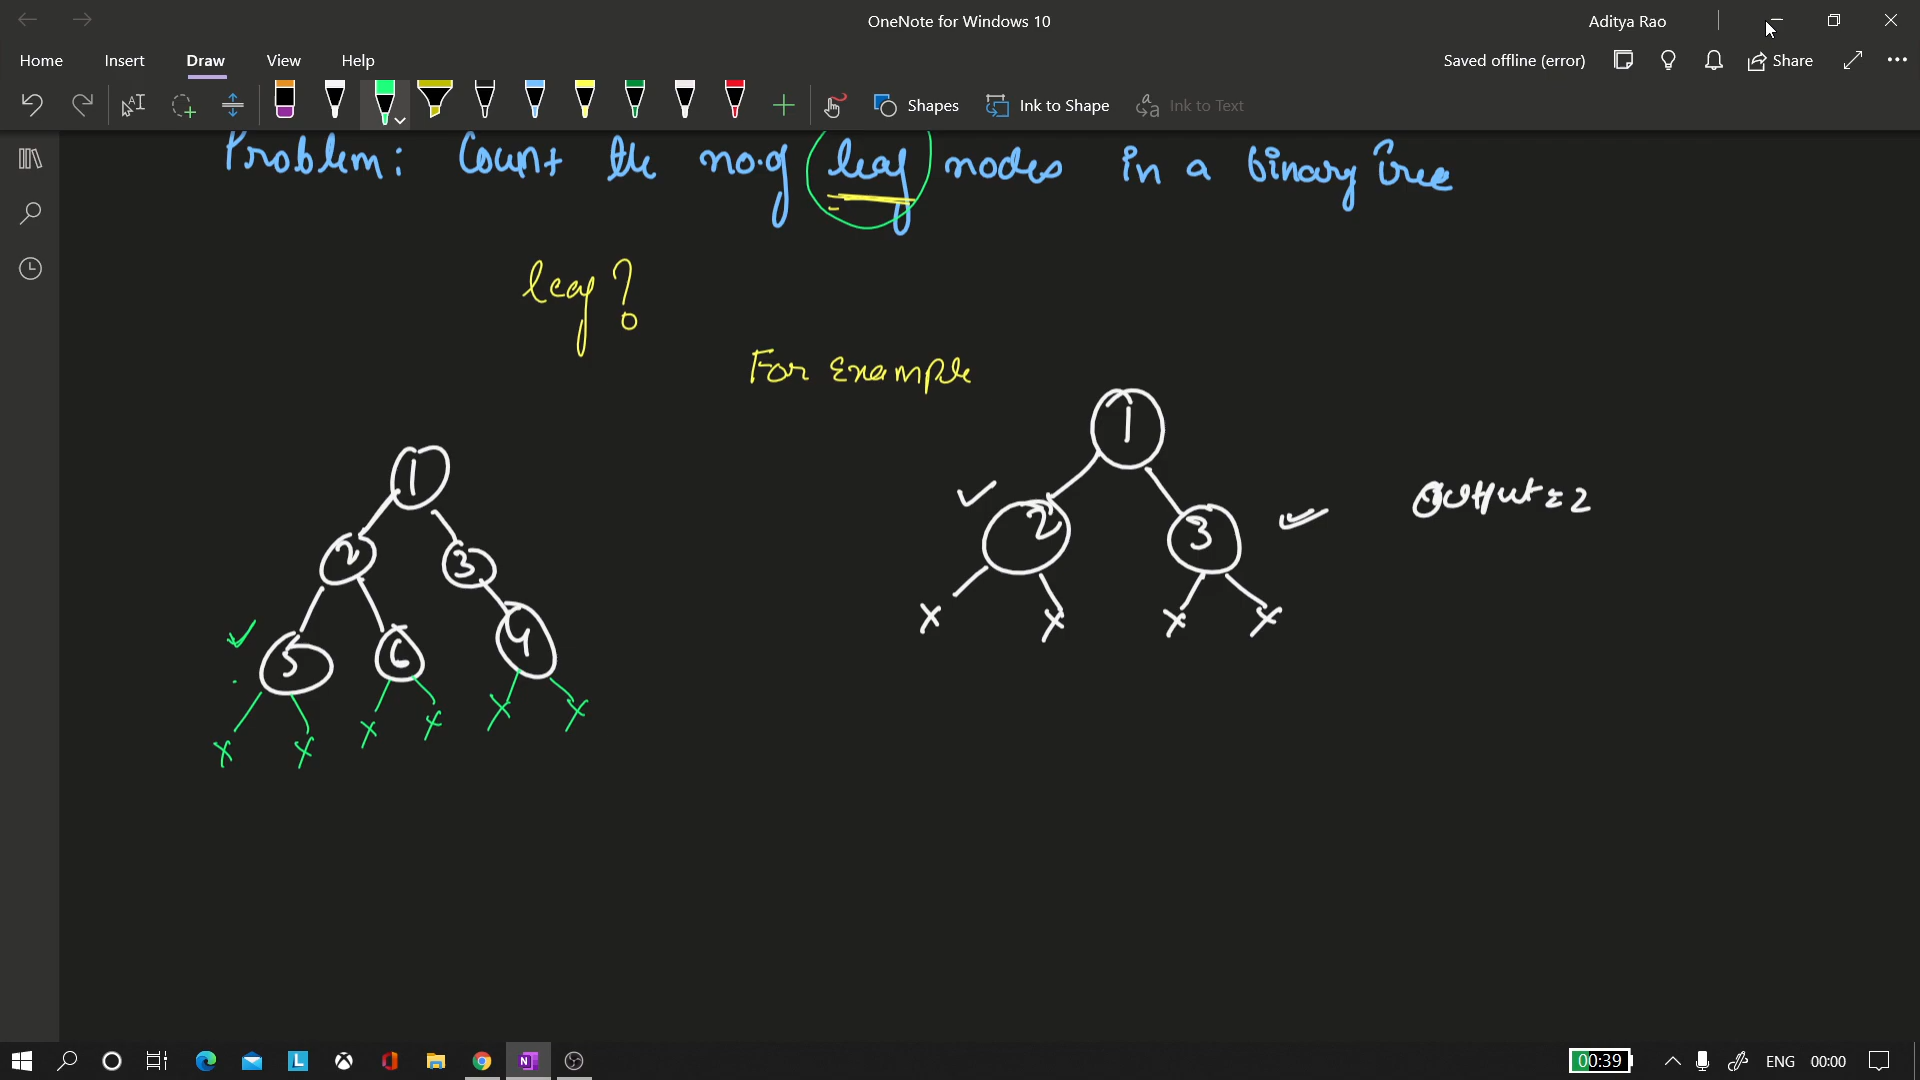 OneNote for Windows 10
Aditya Rao
Home Insert Draw View Help
Saved offline (error)
Share
Shapes
Ink to Shape
Ink to Text
Problem: Count the no.of leaf nodes in a binary tree
leaf?
For Example
1
2 3
5 6 4
x x x x x x
1
2 3
x x x x
Output = 2
00:39
ENG
00:00